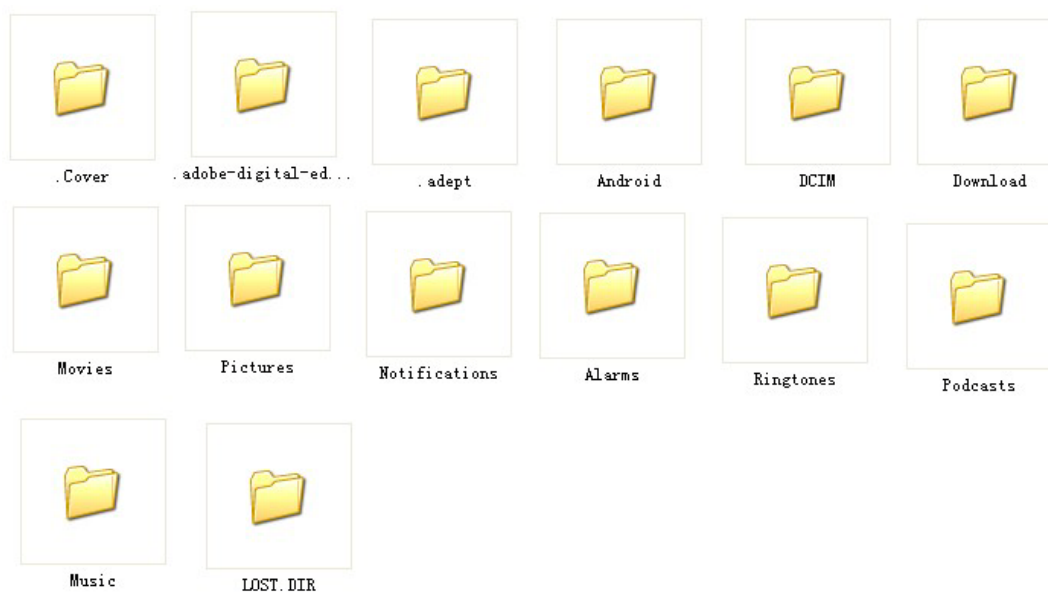 .Cover
.adobe-digital-ed...
.adept
Android
DCIM
Download
Movies
Pictures
Notifications
Alarms
Ringtones
Podcasts
Music
LOST.DIR